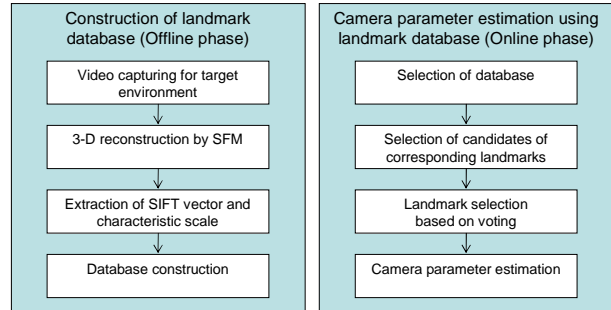 Construction of landmark
database (Offline phase)
Video capturing for target
environment
3-D reconstruction by SFM
Extraction of SIFT vector and
characteristic scale
Database construction
Camera parameter estimation using
landmark database (Online phase)
Selection of database
Selection of candidates of
corresponding landmarks
Landmark selection
based on voting
Camera parameter estimation